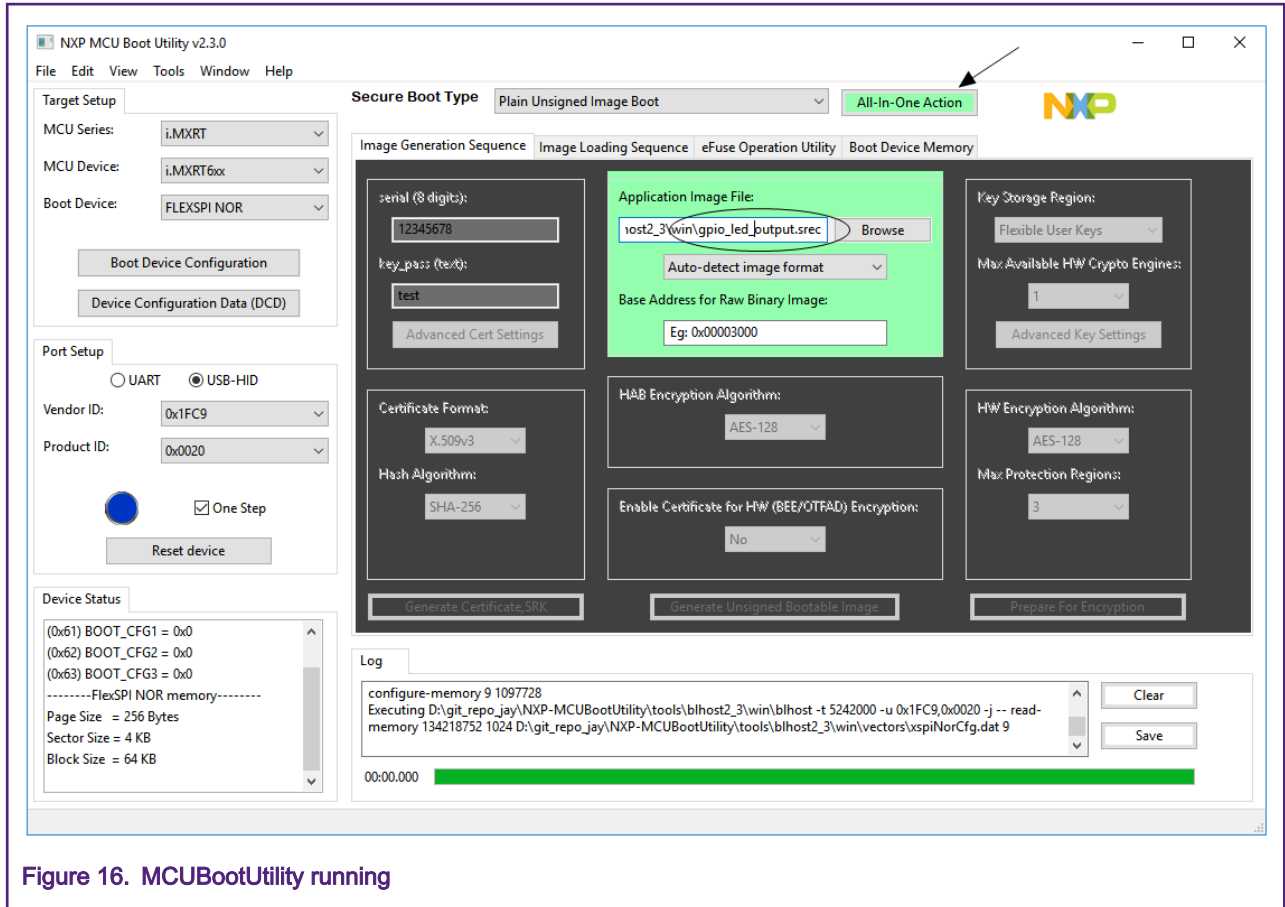 NXP MCU Boot Utility v2.3.0
File Edit View Tools Window Help
Target Setup
MCU Series:
i.MXRT
MCU Device:
i.MXRT6xx
Boot Device:
FLEXSPI NOR
Boot Device Configuration
Device Configuration Data (DCD)
Port Setup
UART USB-HID
Vendor ID:
0x1FC9
Product ID:
0x0020
One Step
Reset device
Device Status
(0x61) BOOT_CFG1 = 0x0
(0x62) BOOT_CFG2 = 0x0
(0x63) BOOT_CFG3 = 0x0
--------FlexSPI NOR memory--------
Page Size = 256 Bytes
Sector Size = 4 KB
Block Size = 64 KB
Secure Boot Type
Plain Unsigned Image Boot
All-In-One Action
NXP
Image Generation Sequence Image Loading Sequence eFuse Operation Utility Boot Device Memory
serial (8 digits):
12345678
key_pass (text):
test
Advanced Cert Settings
Application Image File:
host2_3\win\gpio_led_output.srec
Browse
Auto-detect image format
Base Address for Raw Binary Image:
Eg: 0x00003000
Key Storage Region:
Flexible User Keys
Max Available HW Crypto Engines:
1
Advanced Key Settings
Certificate Format:
X.509v3
Hash Algorithm:
SHA-256
HAB Encryption Algorithm:
AES-128
Enable Certificate for HW (BEE/OTFAD) Encryption:
No
HW Encryption Algorithm:
AES-128
Max Protection Regions:
3
Generate Certificate,SRK
Generate Unsigned Bootable Image
Prepare For Encryption
Log
configure-memory 9 1097728
Executing D:\git_repo_jay\NXP-MCUBootUtility\tools\blhost2_3\win\blhost -t 5242000 -u 0x1FC9,0x0020 -j -- read-
memory 134218752 1024 D:\git_repo_jay\NXP-MCUBootUtility\tools\blhost2_3\win\vectors\xspiNorCfg.dat 9
Clear
Save
00:00.000
Figure 16. MCUBootUtility running